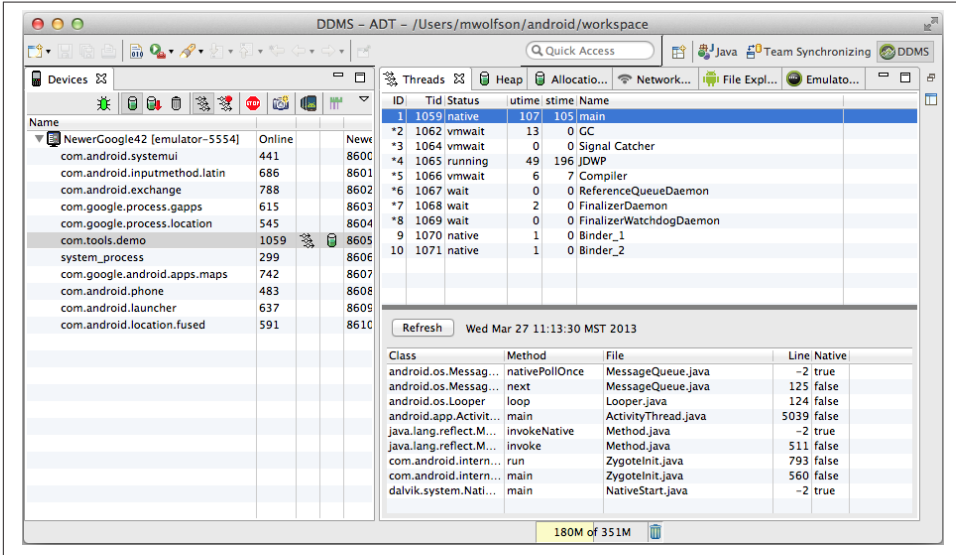 DDMS – ADT – /Users/mwolfson/android/workspace
Quick Access
Java
Team Synchronizing
DDMS
Devices
Threads
Heap
Allocatio...
Network...
File Expl...
Emulato...
Name
NewerGoogle42 [emulator-5554] Online Newe
com.android.systemui 441 8600
com.android.inputmethod.latin 686 8601
com.android.exchange 788 8602
com.google.process.gapps 615 8603
com.google.process.location 545 8604
com.tools.demo 1059 8605
system_process 299 8606
com.google.android.apps.maps 742 8607
com.android.phone 483 8608
com.android.launcher 637 8609
com.android.location.fused 591 8610
ID Tid Status utime stime Name
1 1059 native 107 105 main
*2 1062 vmwait 13 0 GC
*3 1064 vmwait 0 0 Signal Catcher
*4 1065 running 49 196 JDWP
*5 1066 vmwait 6 7 Compiler
*6 1067 wait 0 0 ReferenceQueueDaemon
*7 1068 wait 2 0 FinalizerDaemon
*8 1069 wait 0 0 FinalizerWatchdogDaemon
9 1070 native 1 0 Binder_1
10 1071 native 1 0 Binder_2
Refresh Wed Mar 27 11:13:30 MST 2013
Class Method File Line Native
android.os.Messag... nativePollOnce MessageQueue.java -2 true
android.os.Messag... next MessageQueue.java 125 false
android.os.Looper loop Looper.java 124 false
android.app.Activit... main ActivityThread.java 5039 false
java.lang.reflect.M... invokeNative Method.java -2 true
java.lang.reflect.M... invoke Method.java 511 false
com.android.intern... run ZygoteInit.java 793 false
com.android.intern... main ZygoteInit.java 560 false
dalvik.system.Nati... main NativeStart.java -2 true
180M of 351M